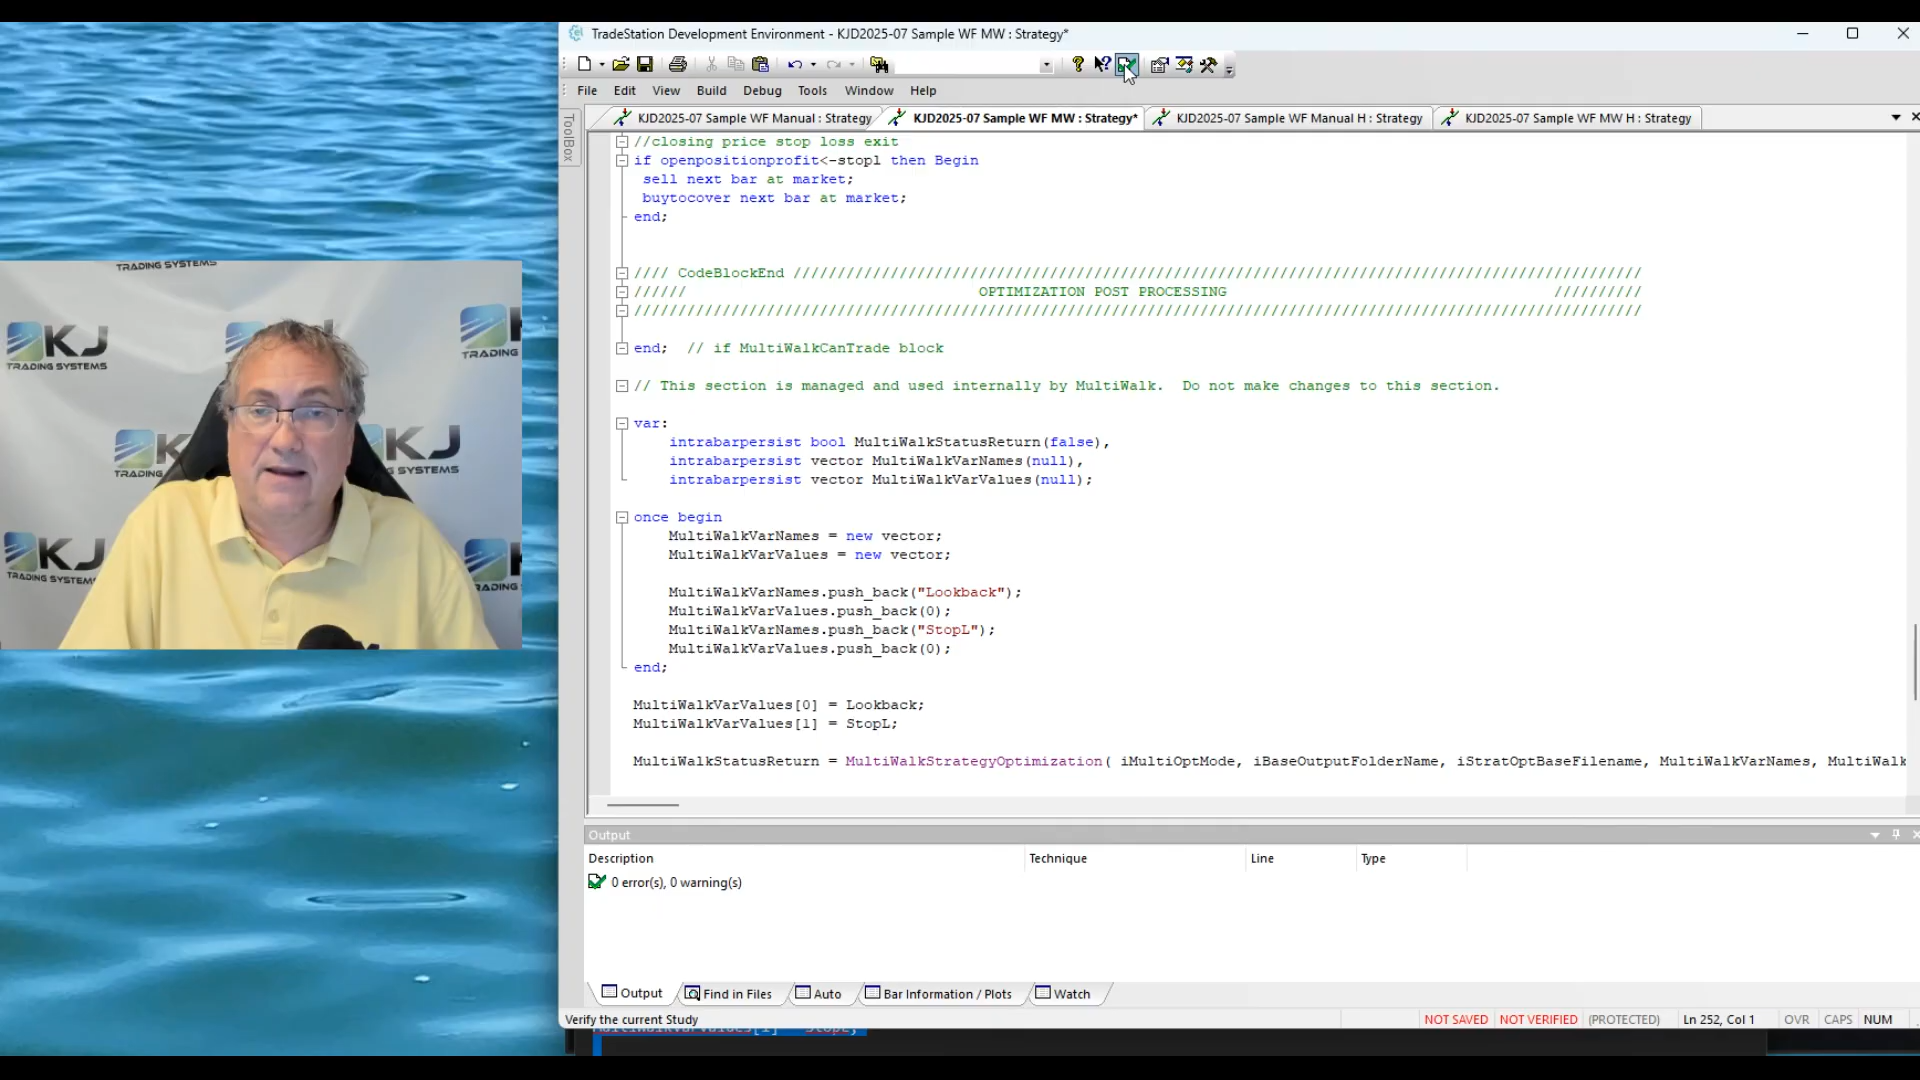 TradeStation Development Environment - KJD2025-07 Sample WF MW : Strategy*
File Edit View Build Debug Tools Window Help
ToolBox
KJD2025-07 Sample WF Manual : Strategy
KJD2025-07 Sample WF MW : Strategy*
KJD2025-07 Sample WF Manual H : Strategy
KJD2025-07 Sample WF MW H : Strategy
//closing price stop loss exit
if openpositionprofit<-stopl then Begin
sell next bar at market;
buytocover next bar at market;
end;
//// CodeBlockEnd ////////////////////////////////////////////////////////////////////////////////////////////////
////// OPTIMIZATION POST PROCESSING //////////
//////////////////////////////////////////////////////////////////////////////////////////////////////////////////
end; // if MultiWalkCanTrade block
// This section is managed and used internally by MultiWalk. Do not make changes to this section.
var:
intrabarpersist bool MultiWalkStatusReturn(false),
intrabarpersist vector MultiWalkVarNames(null),
intrabarpersist vector MultiWalkVarValues(null);
once begin
MultiWalkVarNames = new vector;
MultiWalkVarValues = new vector;
MultiWalkVarNames.push_back("Lookback");
MultiWalkVarValues.push_back(0);
MultiWalkVarNames.push_back("StopL");
MultiWalkVarValues.push_back(0);
end;
MultiWalkVarValues[0] = Lookback;
MultiWalkVarValues[1] = StopL;
MultiWalkStatusReturn = MultiWalkStrategyOptimization( iMultiOptMode, iBaseOutputFolderName, iStratOptBaseFilename, MultiWalkVarNames, MultiWalk
Output
Description Technique Line Type
0 error(s), 0 warning(s)
Output Find in Files Auto Bar Information / Plots Watch
Verify the current Study NOT SAVED NOT VERIFIED (PROTECTED) Ln 252, Col 1 OVR CAPS NUM
TRADING SYSTEMS
KJ
TRADING SYSTEMS
KJ
TRADING SYSTEMS
KJ
TRADING
KJ
SYSTEMS
KJ
TRADING SYSTEMS
KJ